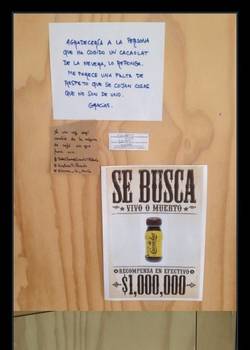 AGRADECERÍA A LA PERSONA
QUE HA COGIDO UN CACAOLAT
DE LA NEVERA, LO REPONGA.
ME PARECE UNA FALTA DE
RESPETO QUE SE COJAN COSAS
QUE NO SON DE UNO.
GRACIAS.
SE BUSCA
VIVO O MUERTO
RECOMPENSA EN EFECTIVO
$1,000,000